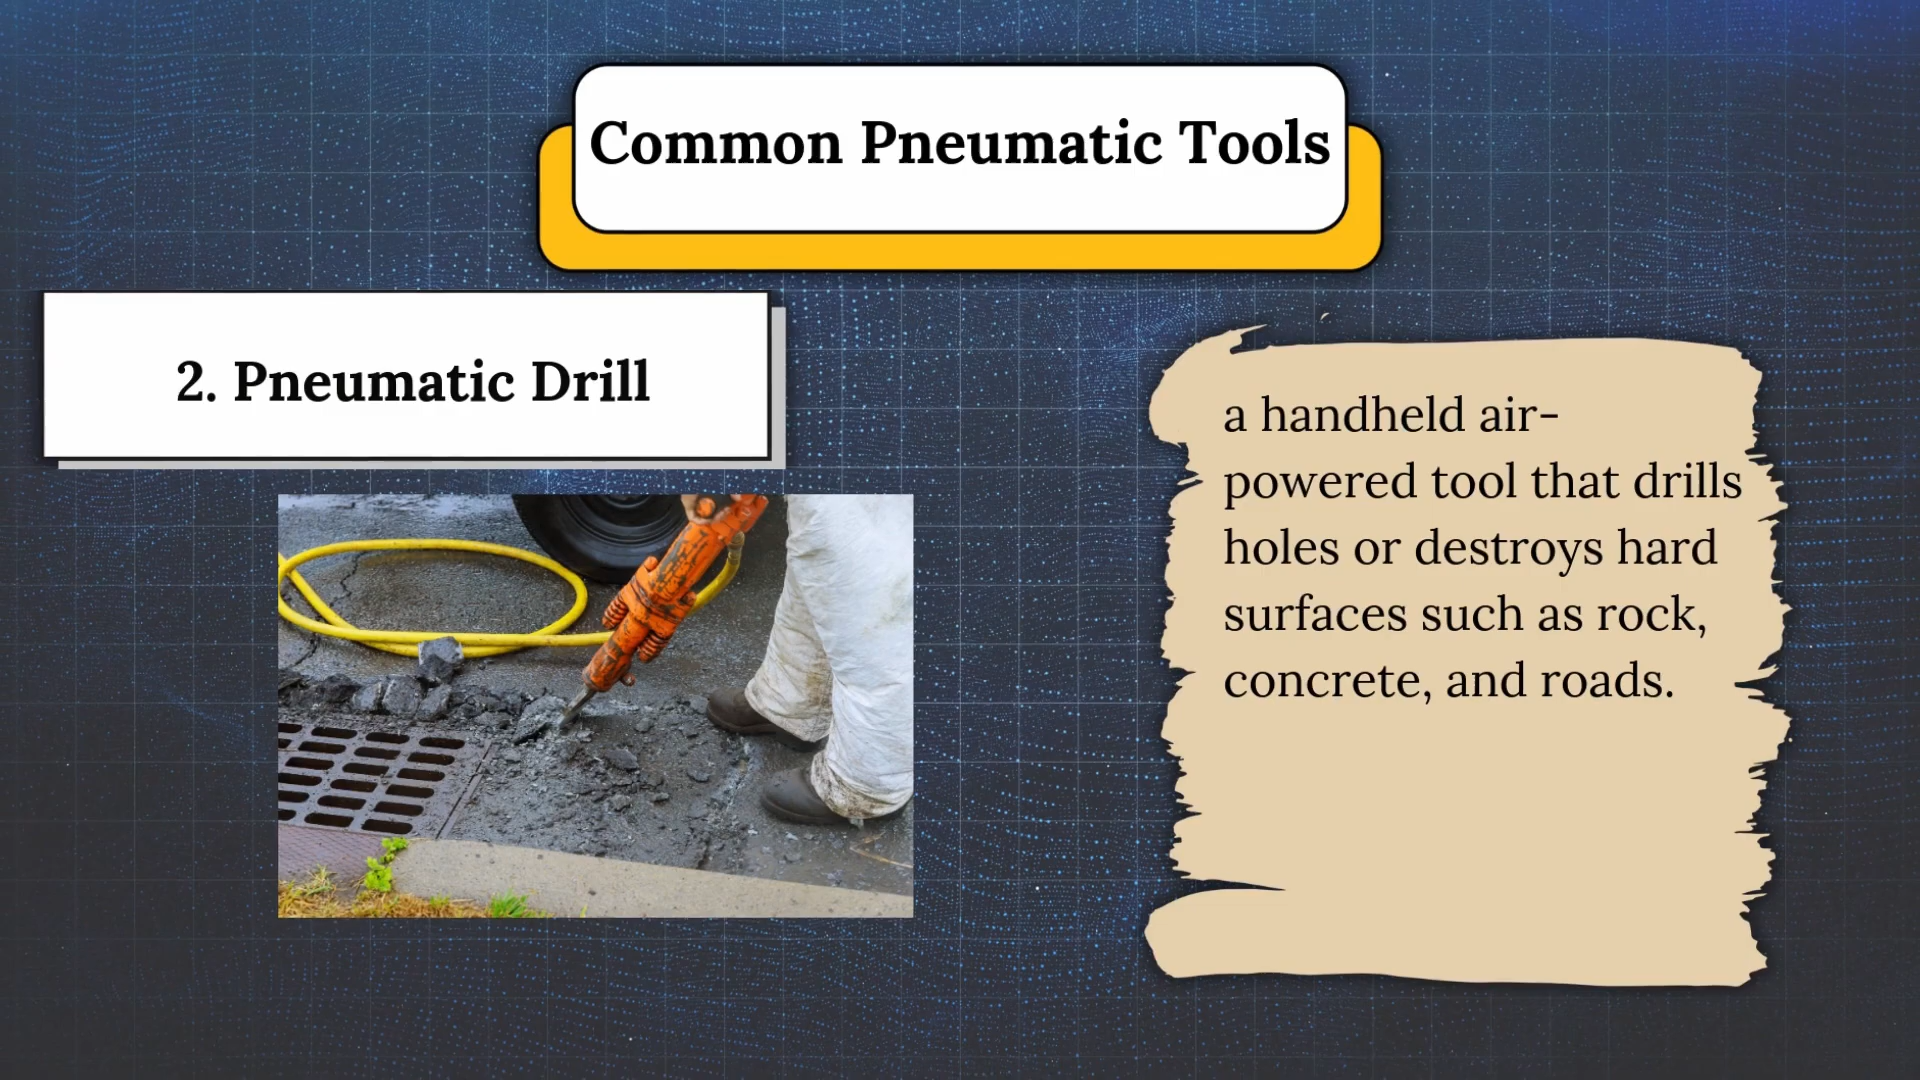 Common Pneumatic Tools
2. Pneumatic Drill
a handheld air-
powered tool that drills
holes or destroys hard
surfaces such as rock,
concrete, and roads.